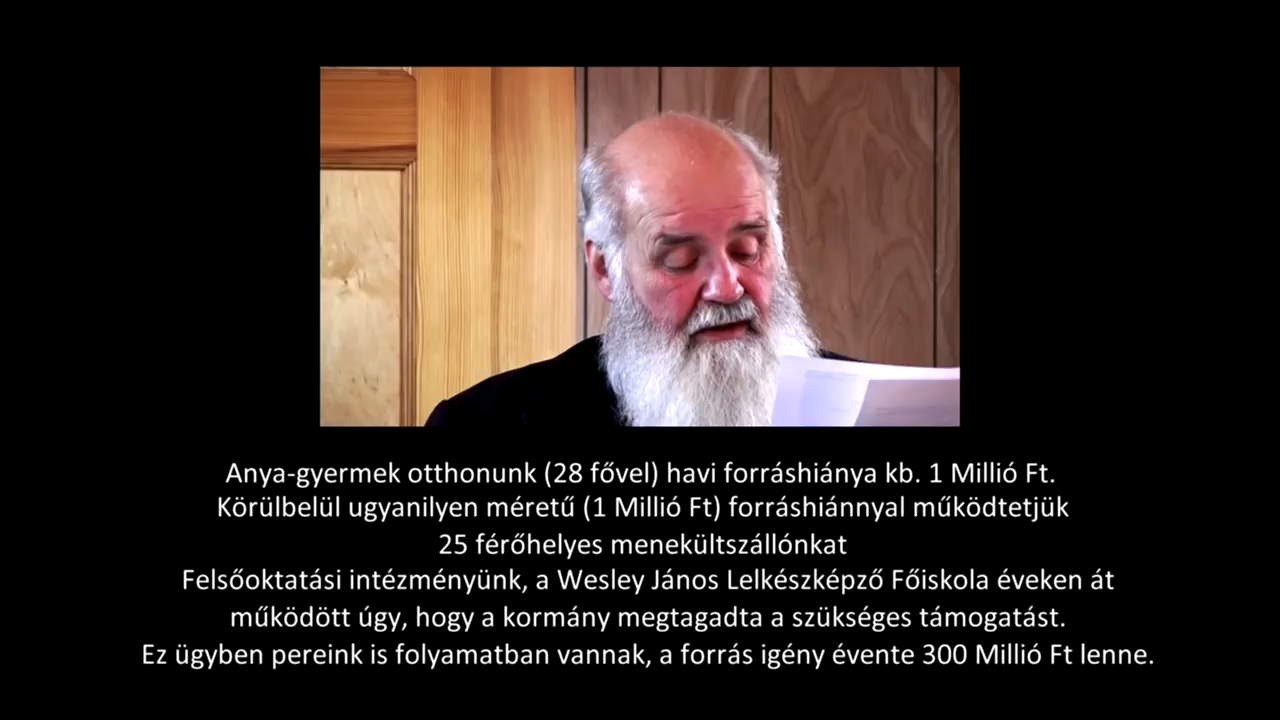 Anya-gyermek otthonunk (28 fővel) havi forráshiánya kb. 1 Millió Ft.
Körülbelül ugyanilyen méretű (1 Millió Ft) forráshiánnyal működtetjük
25 férőhelyes menekültszállónkat
Felsőoktatási intézményünk, a Wesley János Lelkészképző Főiskola éveken át
működött úgy, hogy a kormány megtagadta a szükséges támogatást.
Ez ügyben pereink is folyamatban vannak, a forrás igény évente 300 Millió Ft lenne.